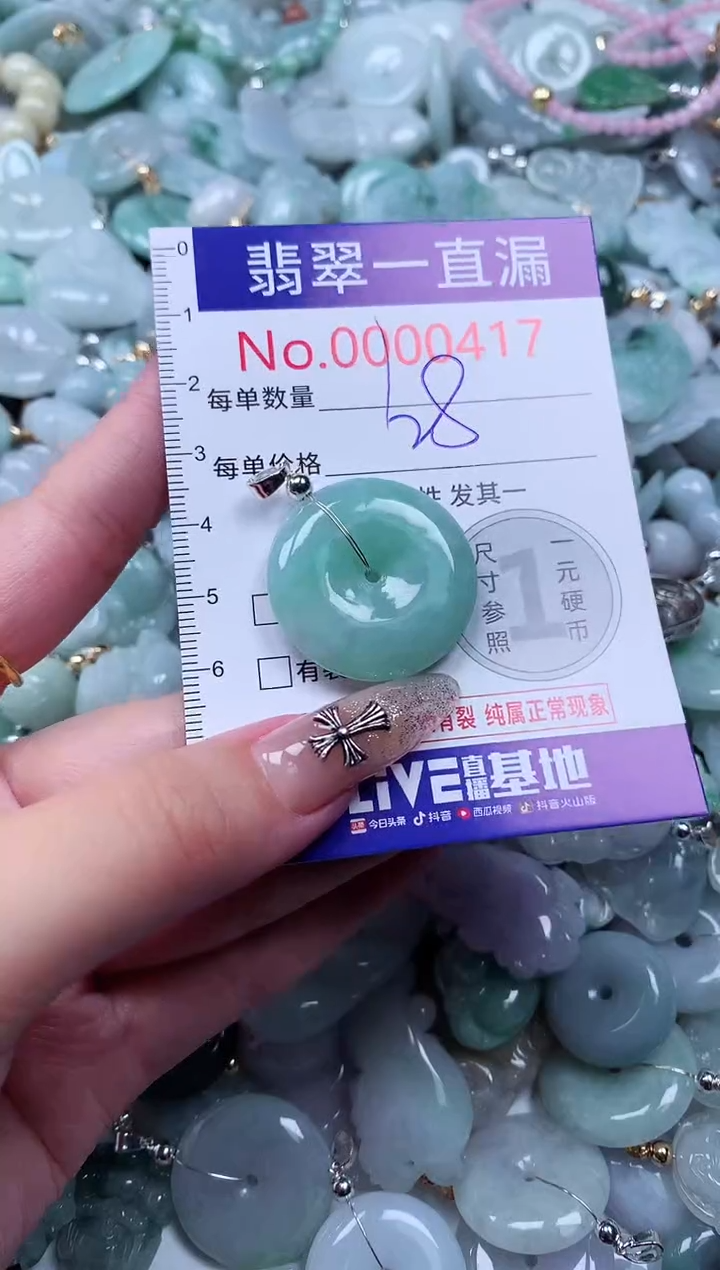 翡翠一直漏
No.0000417
每单数量
每单价格
性 发其一
尺寸参照
1
一元硬币
有裂 纯属正常现象
LIVE直播基地
今日头条 抖音 西瓜视频 抖音火山版
0
1
2
3
4
5
6